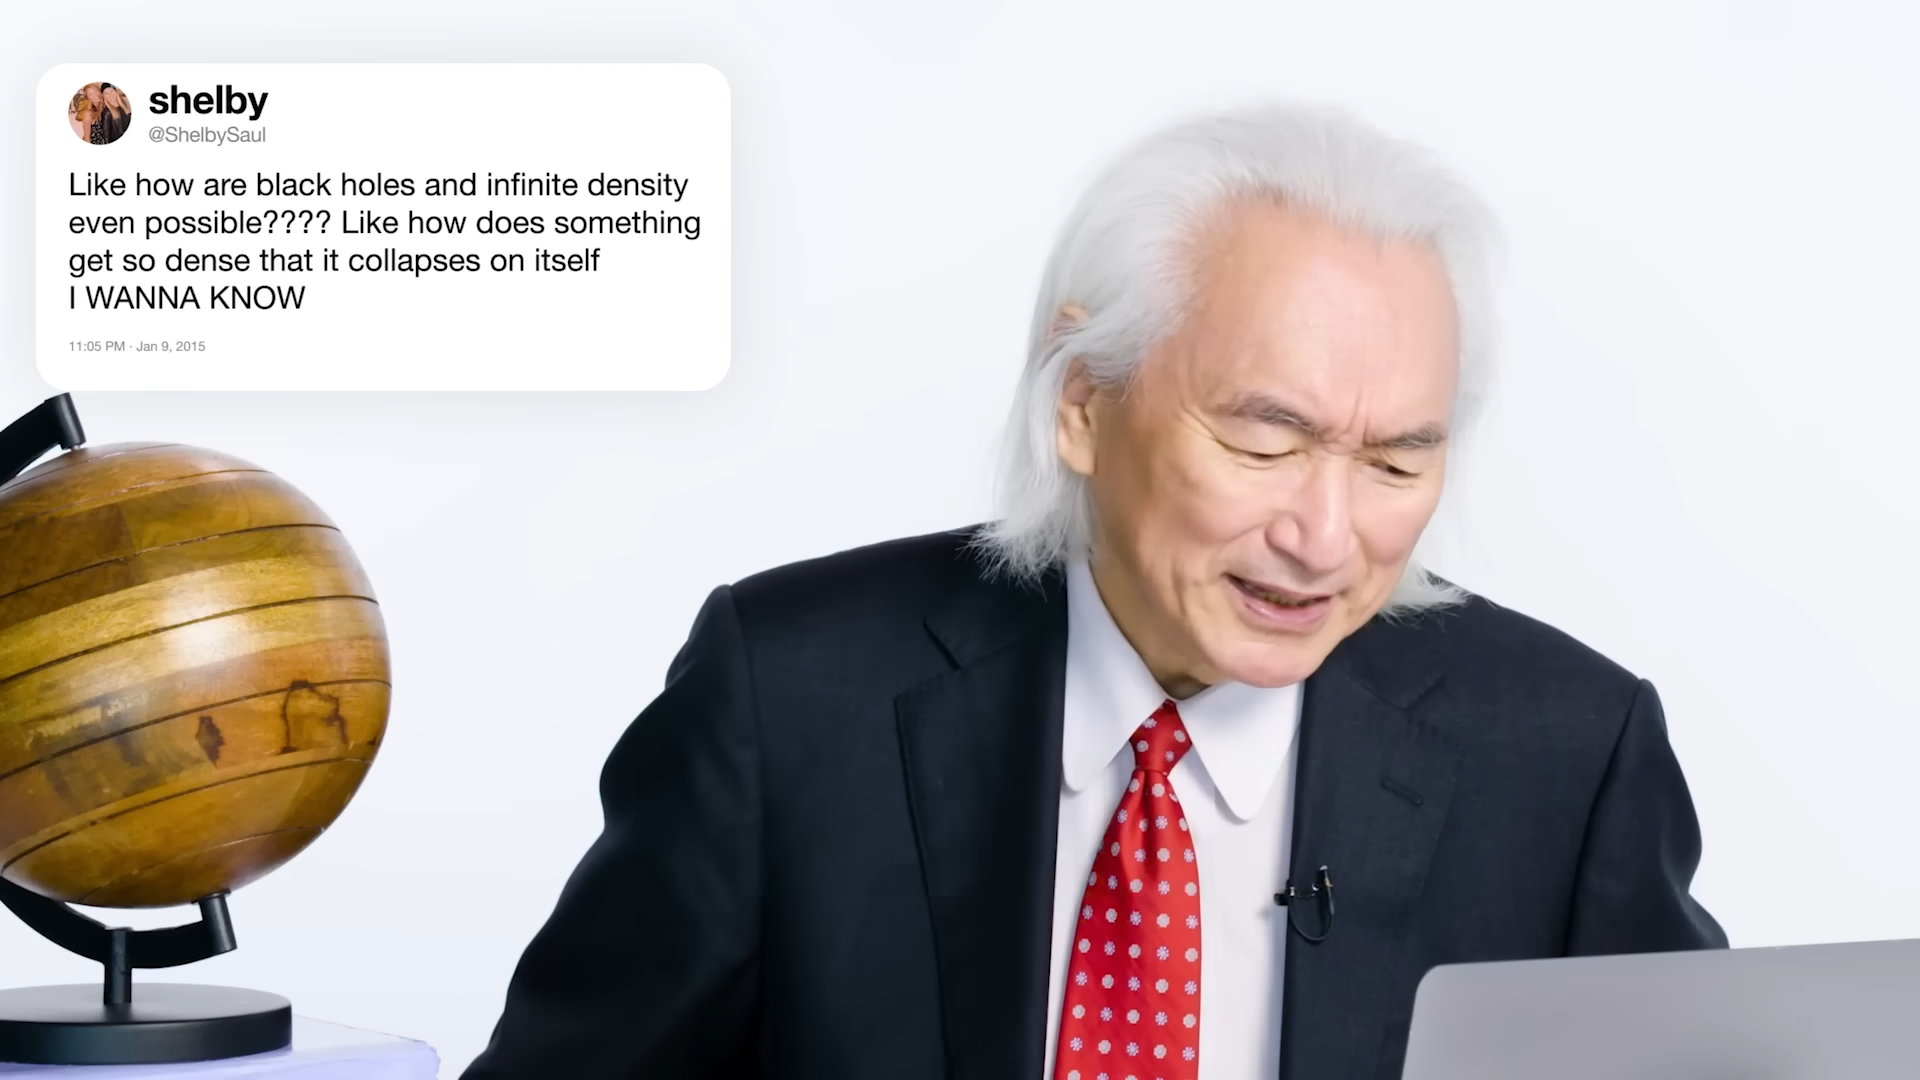 shelby
@ShelbySaul
Like how are black holes and infinite density
even possible???? Like how does something
get so dense that it collapses on itself
I WANNA KNOW
11:05 PM · Jan 9, 2015